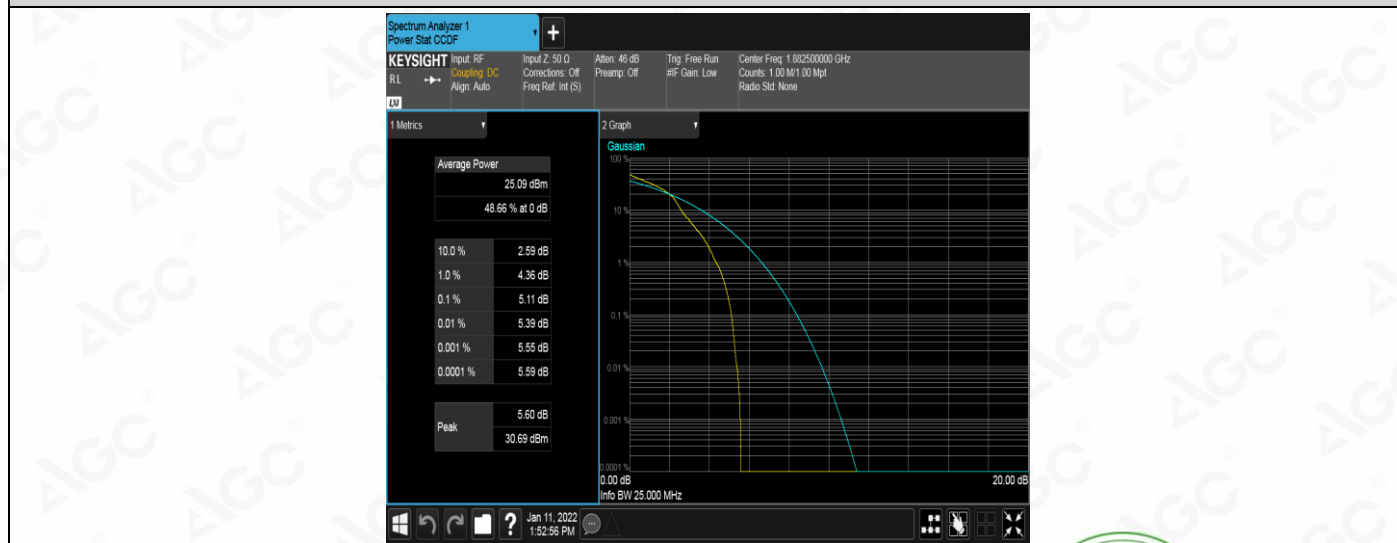 Spectrum Analyzer 1
Power Stat CCDF
KEYSIGHT
R L
LXI
Input: RF
Coupling: DC
Align: Auto
Input Z: 50 Ω
Corrections: Off
Freq Ref: Int (S)
Atten: 46 dB
Preamp: Off
Trig: Free Run
#IF Gain: Low
Center Freq: 1.882500000 GHz
Counts: 1.00 M/1.00 Mpt
Radio Std: None
1 Metrics
Average Power
25.09 dBm
48.66 % at 0 dB
10.0 % 2.59 dB
1.0 % 4.36 dB
0.1 % 5.11 dB
0.01 % 5.39 dB
0.001 % 5.55 dB
0.0001 % 5.59 dB
Peak
5.60 dB
30.69 dBm
2 Graph
Gaussian
100 %
10 %
1 %
0.1 %
0.01 %
0.001 %
0.0001 %
0.00 dB 20.00 dB
Info BW 25.000 MHz
Jan 11, 2022
1:52:56 PM
AGC